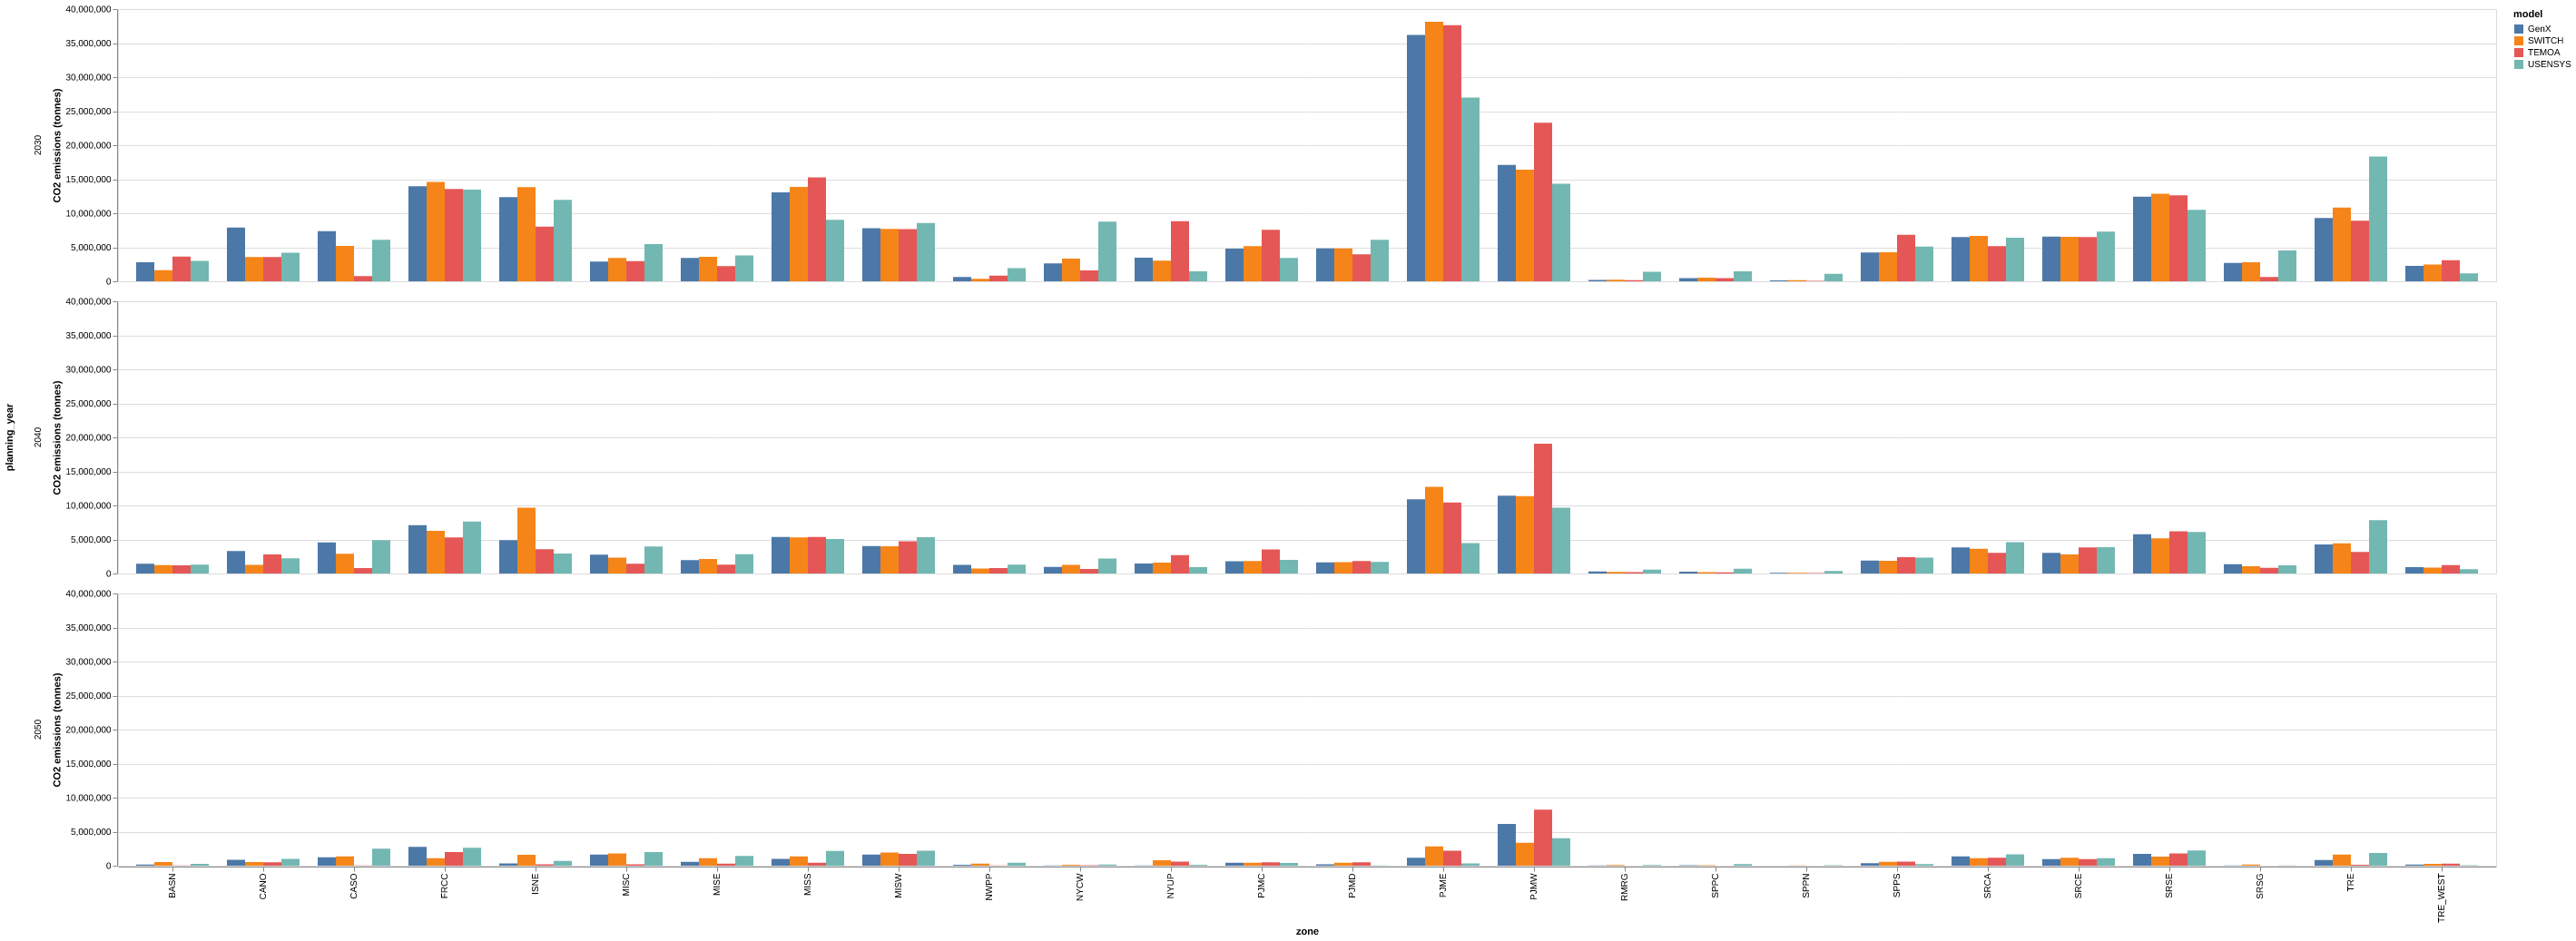 planning_year
2030
CO2 emissions (tonnes)
40,000,000
35,000,000
30,000,000
25,000,000
20,000,000
15,000,000
10,000,000
5,000,000
0
2040
CO2 emissions (tonnes)
40,000,000
35,000,000
30,000,000
25,000,000
20,000,000
15,000,000
10,000,000
5,000,000
0
2050
CO2 emissions (tonnes)
40,000,000
35,000,000
30,000,000
25,000,000
20,000,000
15,000,000
10,000,000
5,000,000
0
BASN
CANO
CASO
FRCC
ISNE
MISC
MISE
MISS
MISW
NWPP
NYCW
NYUP
PJMC
PJMD
PJME
PJMW
RMRG
SPPC
SPPN
SPPS
SRCA
SRCE
SRSE
SRSG
TRE
TRE_WEST
zone
model
GenX
SWITCH
TEMOA
USENSYS